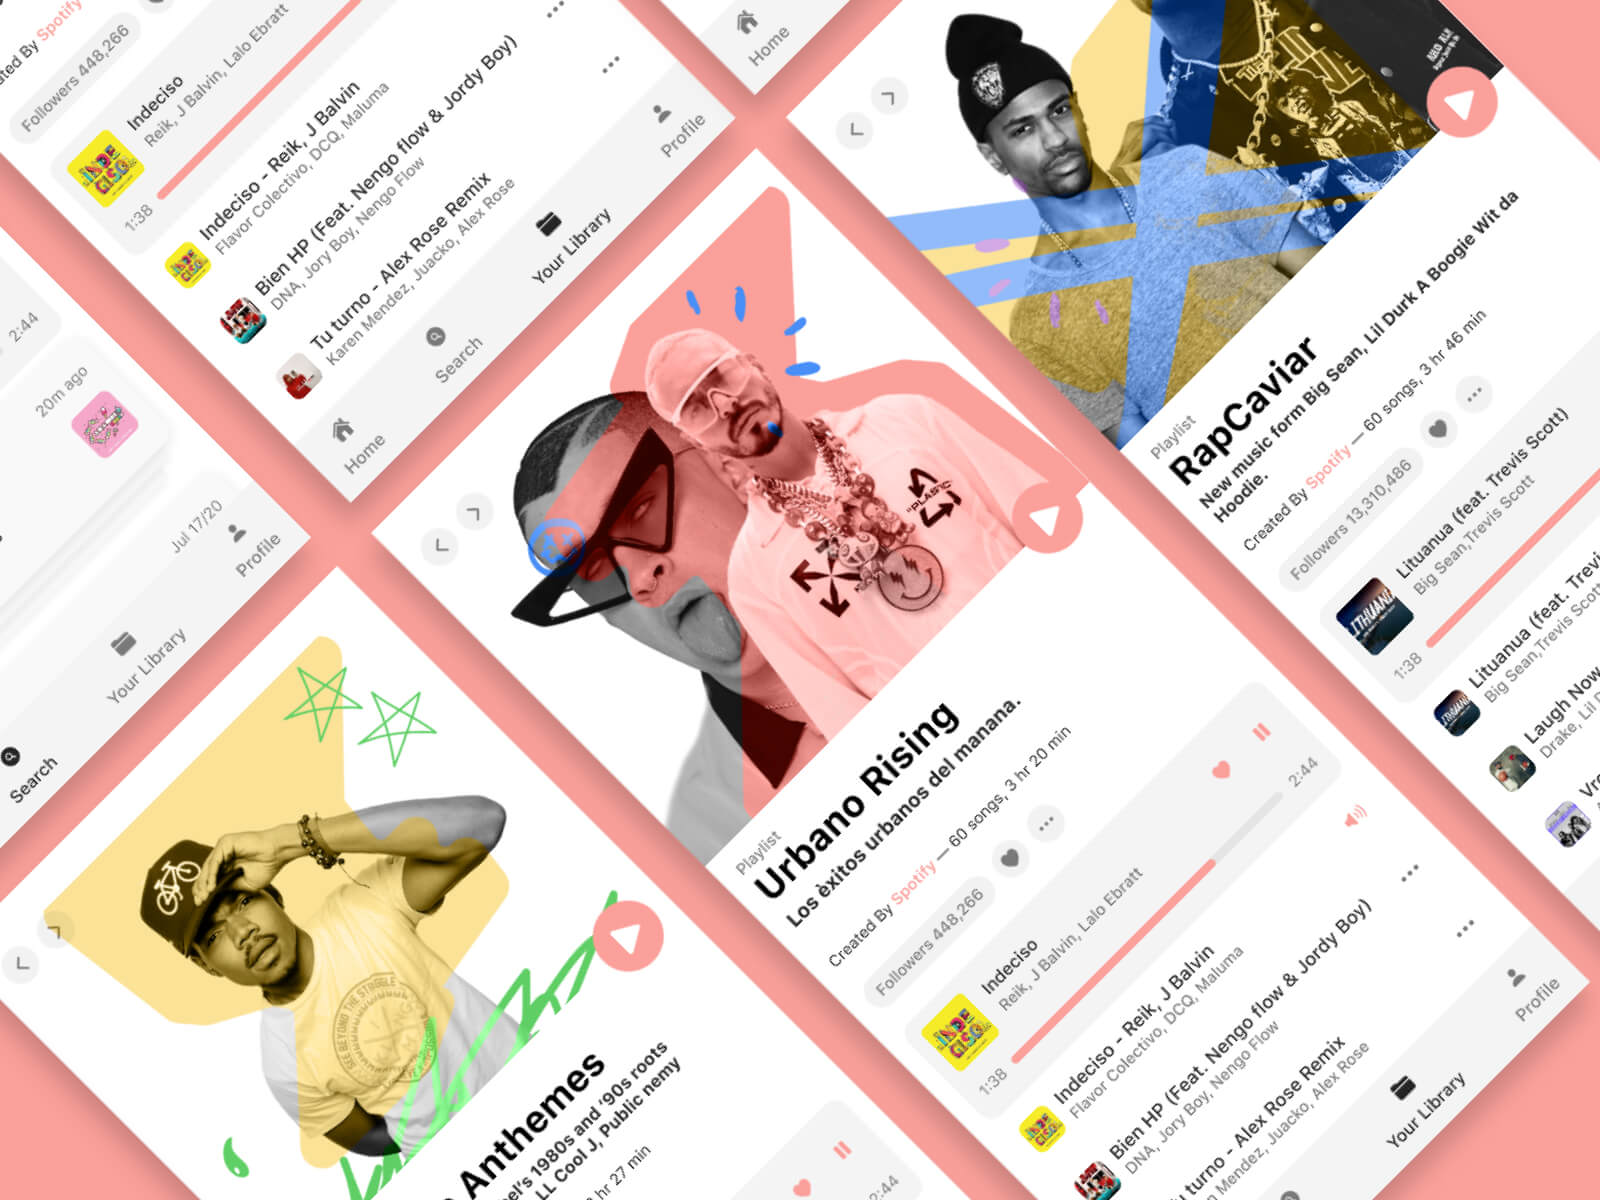 Created By Spotify
Followers 448,266
Indeciso
Reik, J Balvin, Lalo Ebratt
1:38
Indeciso - Reik, J Balvin
Flavor Colectivo, DCQ, Maluma
Bien HP (Feat. Nengo flow & Jordy Boy)
DNA, Jory Boy, Nengo Flow
Tu turno - Alex Rose Remix
Karen Mendez, Juacko, Alex Rose
Home
Search
Your Library
Profile
Home
2:44
20m ago
Jul 17/20
Search
Your Library
Profile
SEE BEYOND THE STRUGGLE
Anthemes
1980s and '90s roots
LL Cool J, Public nemy
hr 27 min
2:44
"PLASTIC"
Playlist
Urbano Rising
Los èxitos urbanos del manana.
Created By Spotify — 60 songs, 3 hr 20 min
Followers 448,266
INDECISO
Indeciso
Reik, J Balvin, Lalo Ebratt
1:38
2:44
Indeciso - Reik, J Balvin
Flavor Colectivo, DCQ, Maluma
Bien HP (Feat. Nengo flow & Jordy Boy)
DNA, Jory Boy, Nengo Flow
Tu turno - Alex Rose Remix
Mendez, Juacko, Alex Rose
Your Library
Profile
Playlist
RapCaviar
New music form Big Sean, Lil Durk A Boogie Wit da
Hoodie.
Created By Spotify — 60 songs, 3 hr 46 min
Followers 13,310,486
Lituanua (feat. Trevis Scott)
Big Sean,Trevis Scott
1:38
Lituanua (feat. Trevi
Big Sean,Trevis Scott
Laugh Now
Drake, Lil D